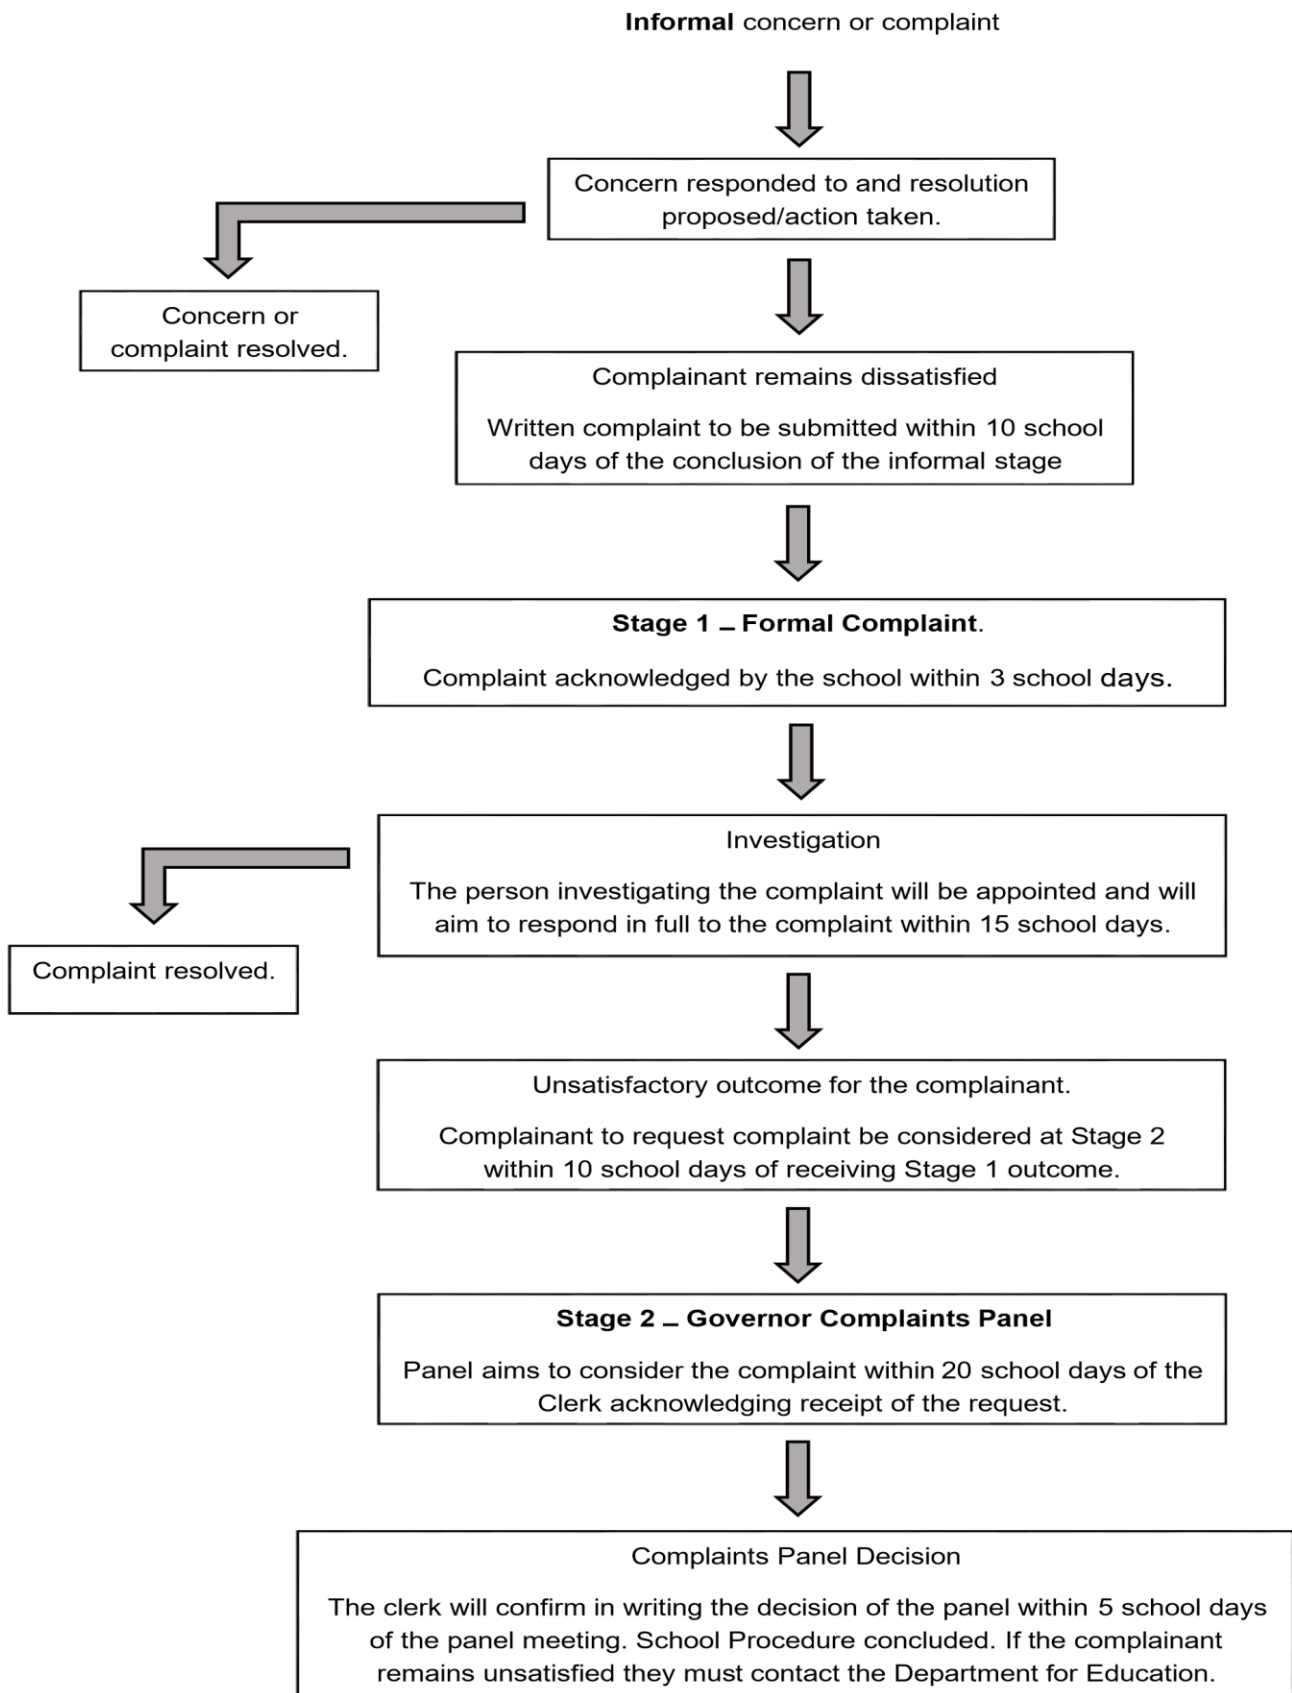 Informal concern or complaint
Concern responded to and resolution
proposed/action taken.
Concern or
complaint resolved.
Complainant remains dissatisfied
Written complaint to be submitted within 10 school
days of the conclusion of the informal stage
Stage 1 – Formal Complaint.
Complaint acknowledged by the school within 3 school days.
Investigation
The person investigating the complaint will be appointed and will
aim to respond in full to the complaint within 15 school days.
Complaint resolved.
Unsatisfactory outcome for the complainant.
Complainant to request complaint be considered at Stage 2
within 10 school days of receiving Stage 1 outcome.
Stage 2 – Governor Complaints Panel
Panel aims to consider the complaint within 20 school days of the
Clerk acknowledging receipt of the request.
Complaints Panel Decision
The clerk will confirm in writing the decision of the panel within 5 school days
of the panel meeting. School Procedure concluded. If the complainant
remains unsatisfied they must contact the Department for Education.